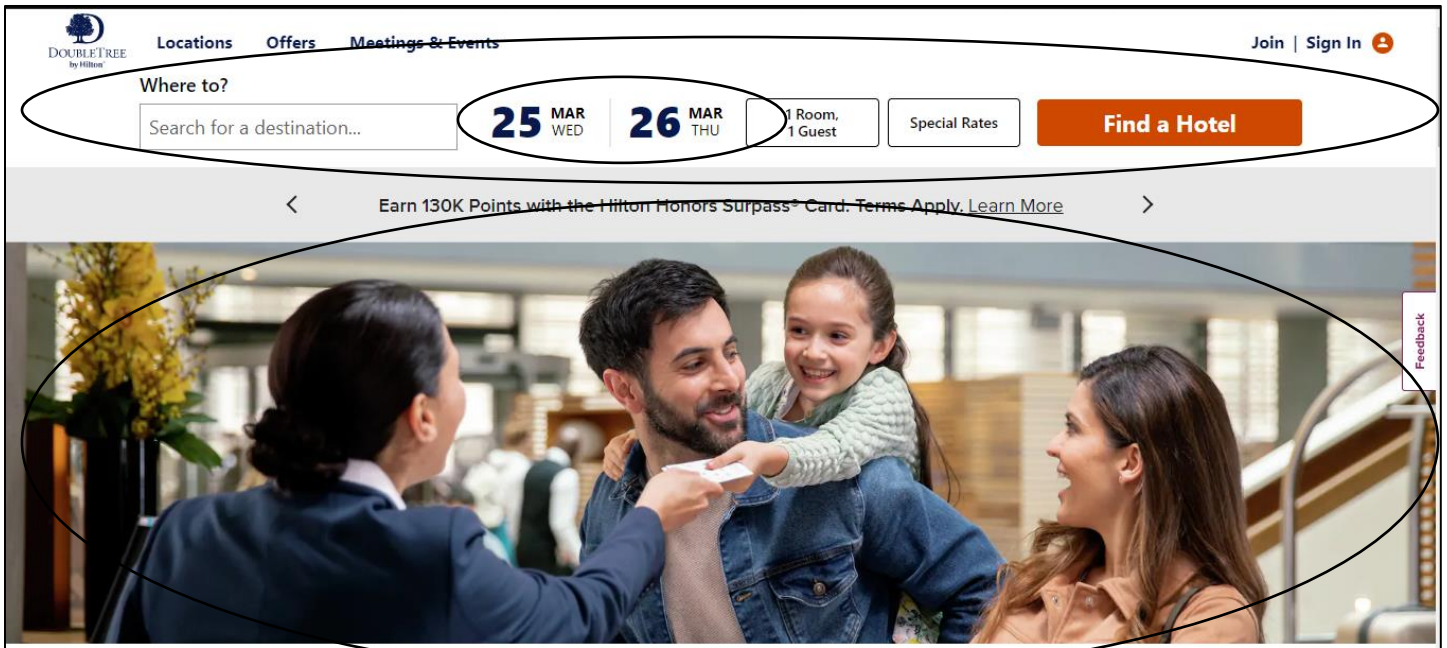 DOUBLETREE
by Hilton
Locations Offers Meetings & Events
Join | Sign In
Where to?
Search for a destination...
25 MAR WED
26 MAR THU
1 Room,
1 Guest
Special Rates
Find a Hotel
Earn 130K Points with the Hilton Honors Surpass® Card. Terms Apply. Learn More
Feedback